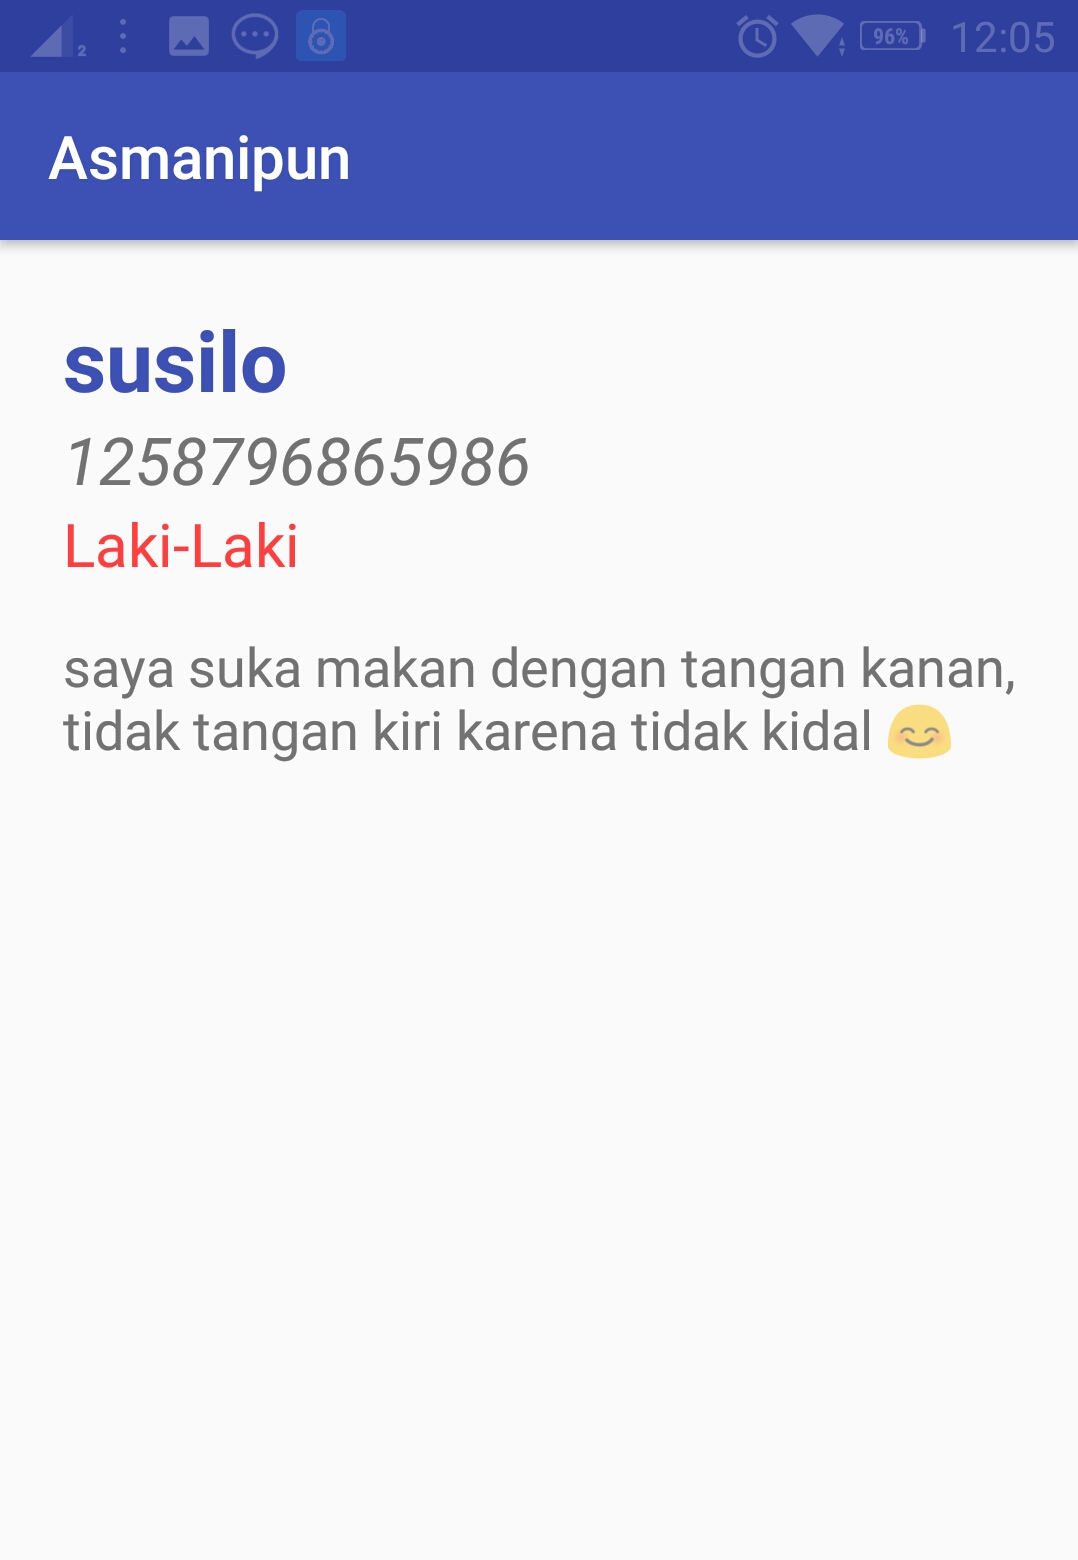 2
96%
12:05
Asmanipun
susilo
1258796865986
Laki-Laki
saya suka makan dengan tangan kanan,
tidak tangan kiri karena tidak kidal 😊